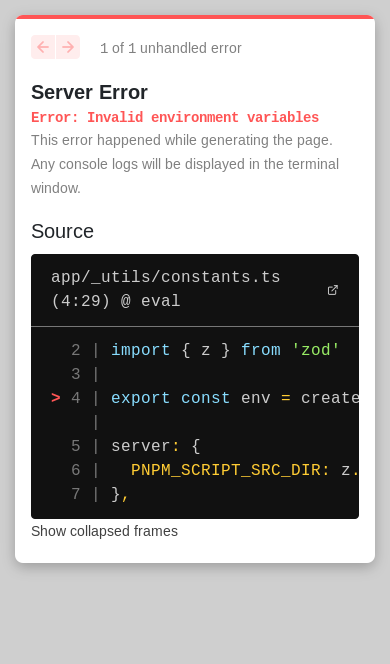 1 of 1 unhandled error
Server Error
Error: Invalid environment variables
This error happened while generating the page.
Any console logs will be displayed in the terminal
window.
Source
app/_utils/constants.ts
(4:29) @ eval
2 | import { z } from 'zod'
3 |
> 4 | export const env = create
|
5 | server: {
6 |   PNPM_SCRIPT_SRC_DIR: z.
7 | },
Show collapsed frames